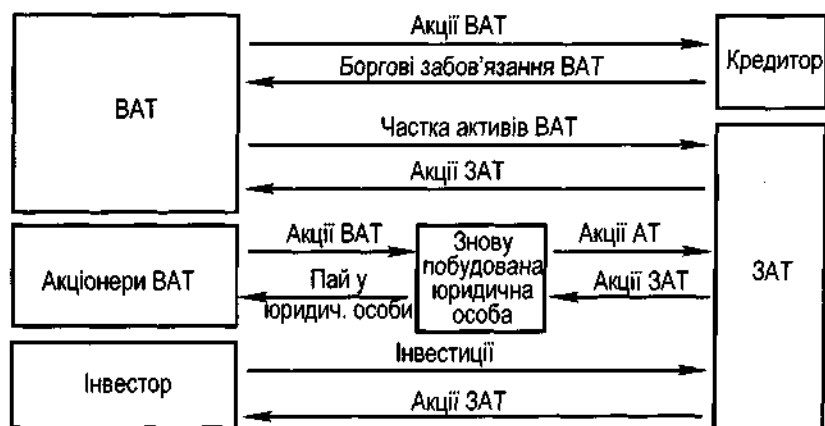 Акції ВАТ
Кредитор
Боргові забов'язання ВАТ
ВАТ
Частка активів ВАТ
Акції ЗАТ
Акціонери ВАТ
Акції ВАТ
Пай у
юридич. особи
Знову
побудована
юридична
особа
Акції АТ
Акції ЗАТ
ЗАТ
Інвестор
Інвестиції
Акції ЗАТ